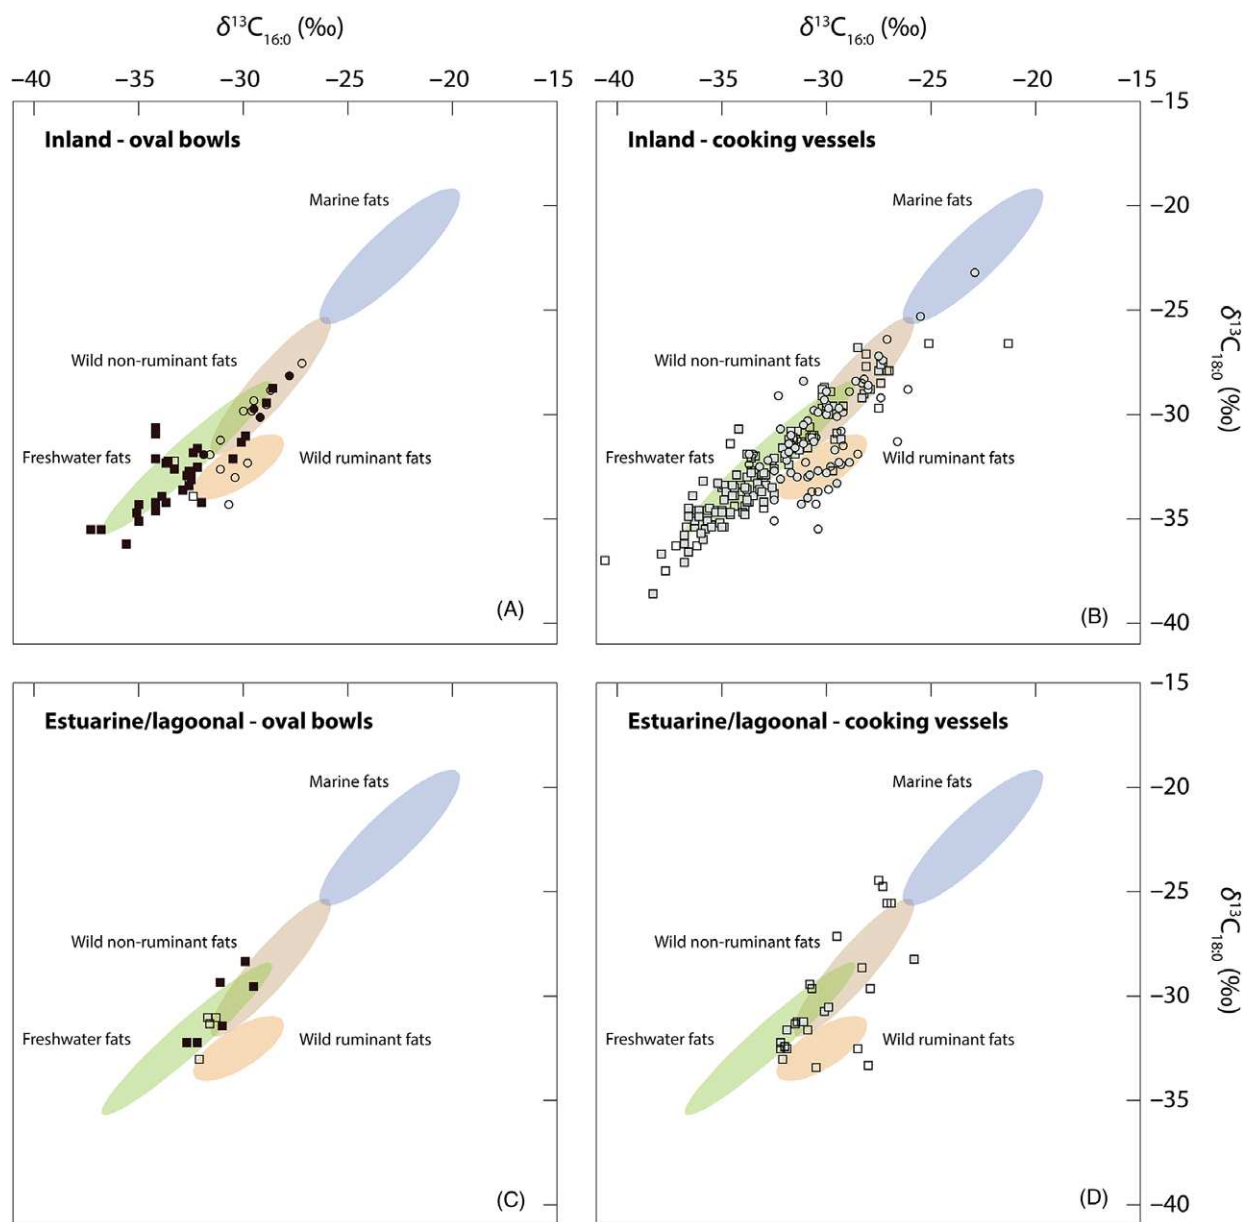 δ¹³C₁₆:₀ (‰) δ¹³C₁₆:₀ (‰)
−40 −35 −30 −25 −20 −15 −40 −35 −30 −25 −20 −15
−15
Inland - oval bowls
Marine fats
Wild non-ruminant fats
Freshwater fats
Wild ruminant fats
(A)
Inland - cooking vessels
Marine fats
Wild non-ruminant fats
Freshwater fats
Wild ruminant fats
(B)
−20
−25
−30
−35
−40
δ¹³C₁₈:₀ (‰)
Estuarine/lagoonal - oval bowls
Marine fats
Wild non-ruminant fats
Freshwater fats
Wild ruminant fats
(C)
Estuarine/lagoonal - cooking vessels
Marine fats
Wild non-ruminant fats
Freshwater fats
Wild ruminant fats
(D)
−15
−20
−25
−30
−35
−40
δ¹³C₁₈:₀ (‰)